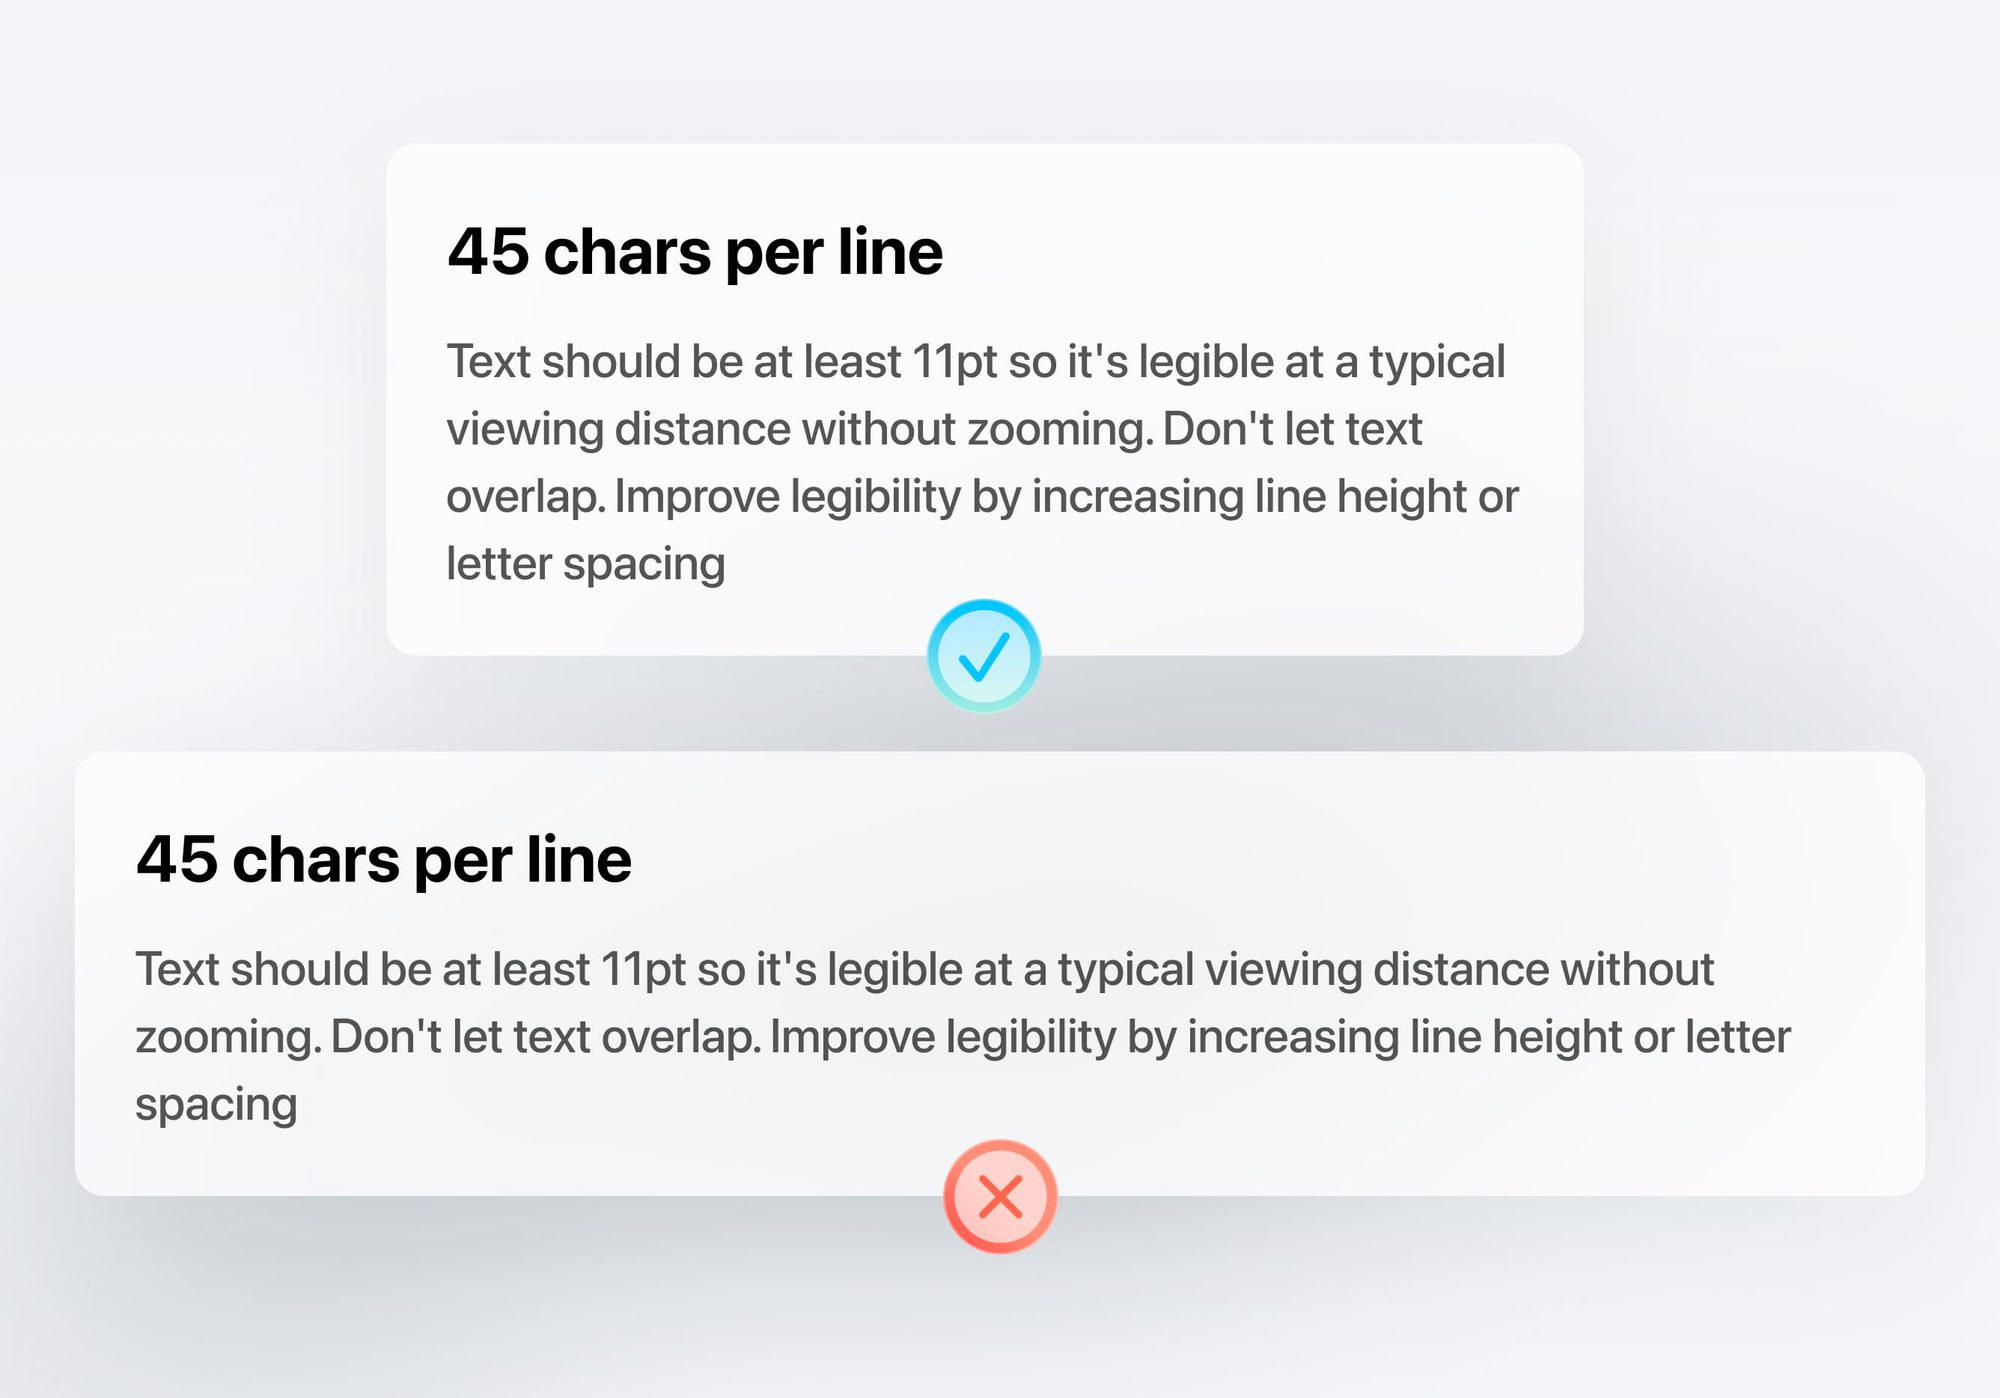 45 chars per line
Text should be at least 11pt so it's legible at a typical
viewing distance without zooming. Don't let text
overlap. Improve legibility by increasing line height or
letter spacing
45 chars per line
Text should be at least 11pt so it's legible at a typical viewing distance without
zooming. Don't let text overlap. Improve legibility by increasing line height or letter
spacing